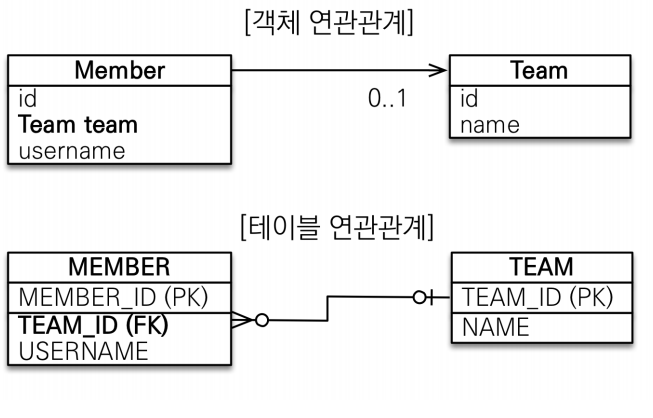 [객체 연관관계]
Member
id
Team team
username
0..1
Team
id
name
[테이블 연관관계]
MEMBER
MEMBER_ID (PK)
TEAM_ID (FK)
USERNAME
TEAM
TEAM_ID (PK)
NAME